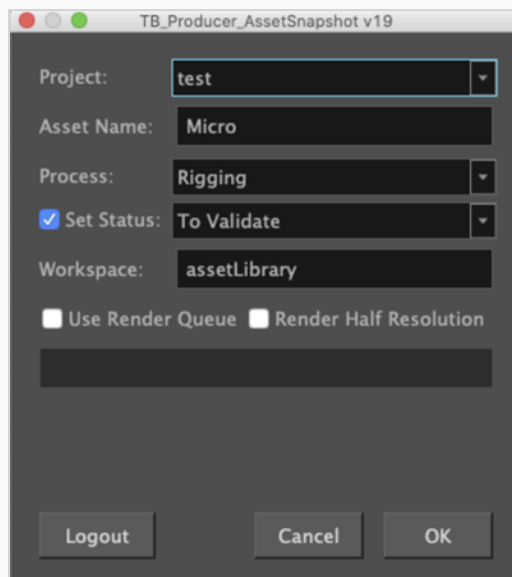 TB_Producer_AssetSnapshot v19
Project: test
Asset Name: Micro
Process: Rigging
Set Status: To Validate
Workspace: assetLibrary
Use Render Queue Render Half Resolution
Logout Cancel OK